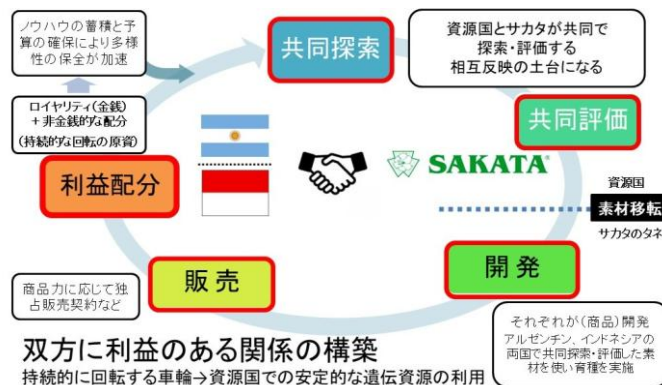 ノウハウの蓄積と予
算の確保により多様
性の保全が加速
共同探索
資源国とサカタが共同で
探索・評価する
相互反映の土台になる
ロイヤリティ(金銭)
+ 非金銭的な配分
(持続的な回転の原資)
共同評価
利益配分
SAKATA®
資源国
素材移転
サカタのタネ
商品力に応じて独
占販売契約など
販 売
開 発
それぞれが(商品)開発
アルゼンチン、インドネシアの
両国で共同探索・評価した素
材を使い育種を実施
双方に利益のある関係の構築
持続的に回転する車輪→資源国での安定的な遺伝資源の利用